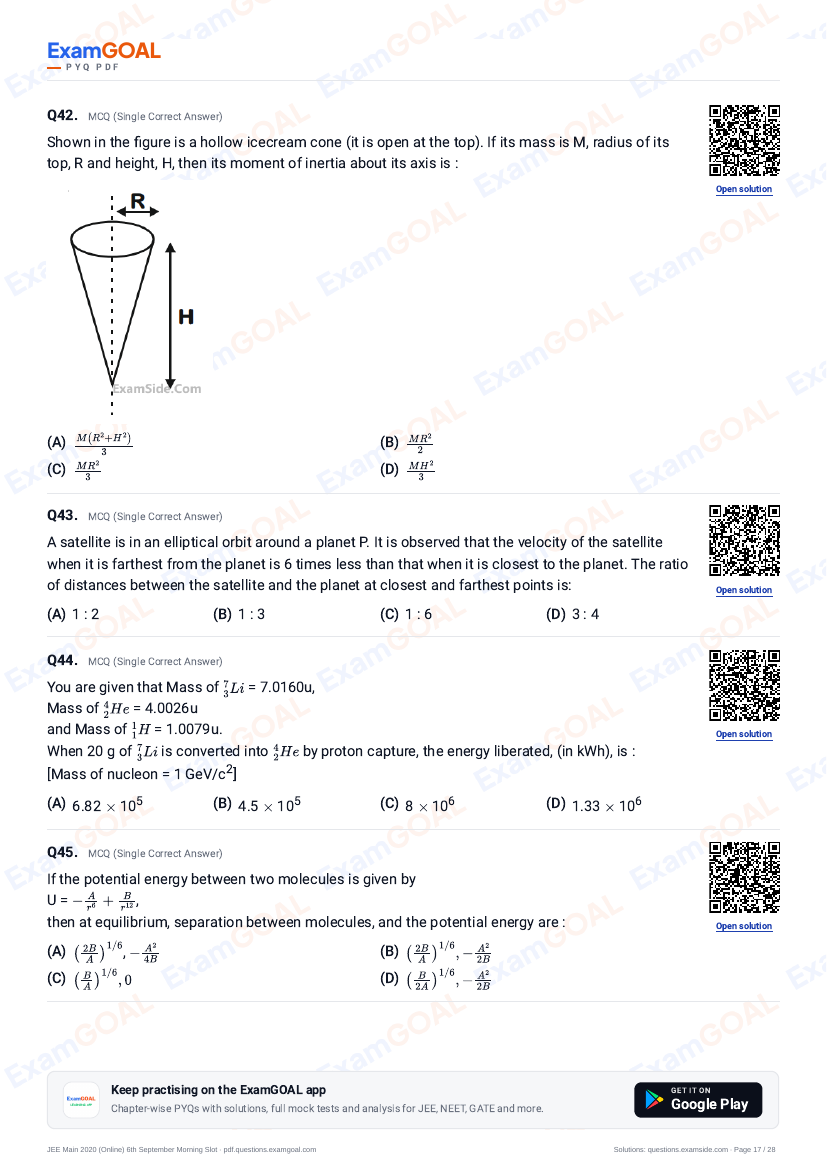 ExamGOAL
PYQ PDF
Q42. MCQ (Single Correct Answer)
Shown in the figure is a hollow icecream cone (it is open at the top). If its mass is M, radius of its
top, R and height, H, then its moment of inertia about its axis is :
Open solution
R
H
ExamSide.Com
(A) M(R²+H²)/3
(B) MR²/2
(C) MR²/3
(D) MH²/3
Q43. MCQ (Single Correct Answer)
A satellite is in an elliptical orbit around a planet P. It is observed that the velocity of the satellite
when it is farthest from the planet is 6 times less than that when it is closest to the planet. The ratio
of distances between the satellite and the planet at closest and farthest points is:
Open solution
(A) 1 : 2 (B) 1 : 3 (C) 1 : 6 (D) 3 : 4
Q44. MCQ (Single Correct Answer)
You are given that Mass of ⁷₃Li = 7.0160u,
Mass of ⁴₂He = 4.0026u
and Mass of ¹₁H = 1.0079u.
When 20 g of ⁷₃Li is converted into ⁴₂He by proton capture, the energy liberated, (in kWh), is :
[Mass of nucleon = 1 GeV/c²]
Open solution
(A) 6.82 × 10⁵ (B) 4.5 × 10⁵ (C) 8 × 10⁶ (D) 1.33 × 10⁶
Q45. MCQ (Single Correct Answer)
If the potential energy between two molecules is given by
U = −A/r⁶ + B/r¹²,
then at equilibrium, separation between molecules, and the potential energy are :
Open solution
(A) (2B/A)^1/6, −A²/4B
(B) (2B/A)^1/6, −A²/2B
(C) (B/A)^1/6, 0
(D) (B/2A)^1/6, −A²/2B
Keep practising on the ExamGOAL app
Chapter-wise PYQs with solutions, full mock tests and analysis for JEE, NEET, GATE and more.
GET IT ON
Google Play
JEE Main 2020 (Online) 6th September Morning Slot · pdf.questions.examgoal.com
Solutions: questions.examside.com · Page 17 / 28